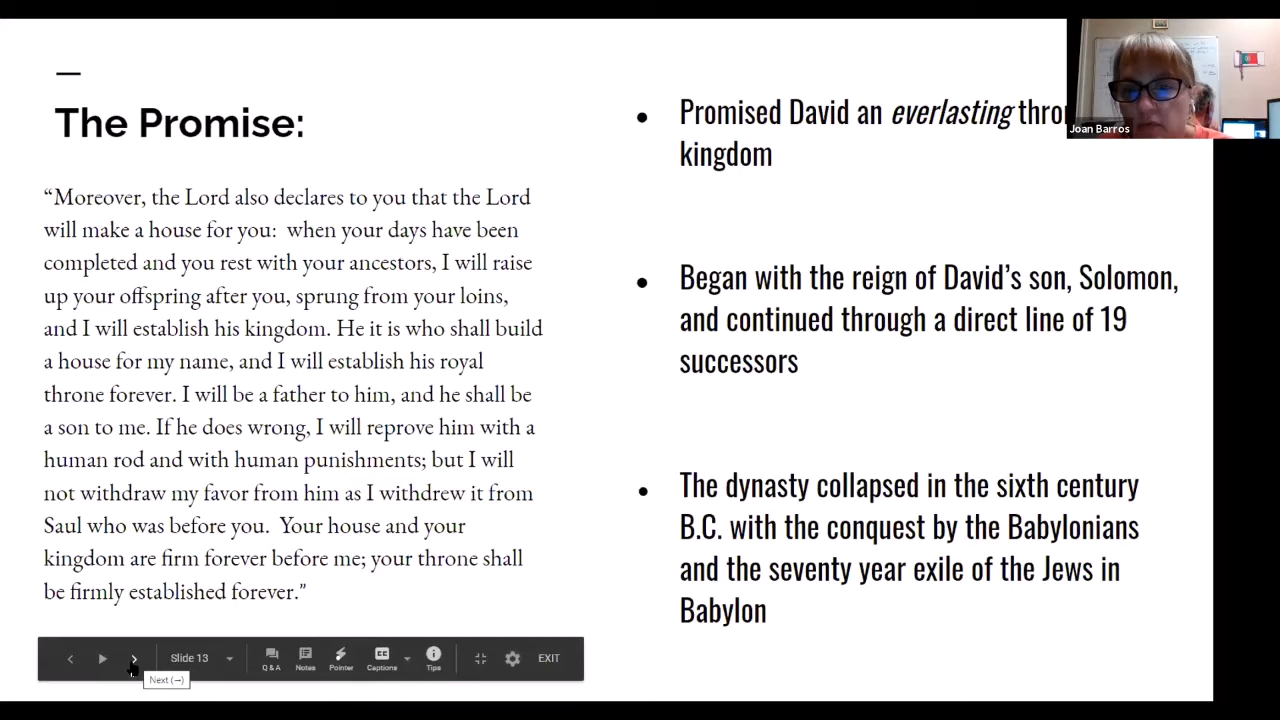 The Promise:
“Moreover, the Lord also declares to you that the Lord
will make a house for you:  when your days have been
completed and you rest with your ancestors, I will raise
up your offspring after you, sprung from your loins,
and I will establish his kingdom. He it is who shall build
a house for my name, and I will establish his royal
throne forever. I will be a father to him, and he shall be
a son to me. If he does wrong, I will reprove him with a
human rod and with human punishments; but I will
not withdraw my favor from him as I withdrew it from
Saul who was before you.  Your house and your
kingdom are firm forever before me; your throne shall
be firmly established forever.”
● Promised David an everlasting
kingdom
● Began with the reign of David’s son, Solomon,
and continued through a direct line of 19
successors
● The dynasty collapsed in the sixth century
B.C. with the conquest by the Babylonians
and the seventy year exile of the Jews in
Babylon
Joan Barros
Slide 13
Q & A
Notes
Pointer
CC
Captions
Tips
EXIT
Next (→)